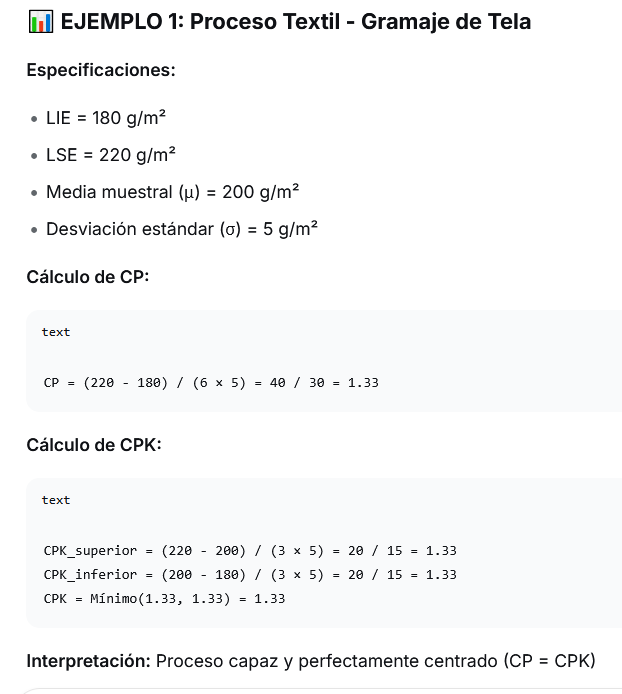 📊 EJEMPLO 1: Proceso Textil - Gramaje de Tela
Especificaciones:
• LIE = 180 g/m²
• LSE = 220 g/m²
• Media muestral (μ) = 200 g/m²
• Desviación estándar (σ) = 5 g/m²
Cálculo de CP:
text
CP = (220 - 180) / (6 × 5) = 40 / 30 = 1.33
Cálculo de CPK:
text
CPK_superior = (220 - 200) / (3 × 5) = 20 / 15 = 1.33
CPK_inferior = (200 - 180) / (3 × 5) = 20 / 15 = 1.33
CPK = Mínimo(1.33, 1.33) = 1.33
Interpretación: Proceso capaz y perfectamente centrado (CP = CPK)